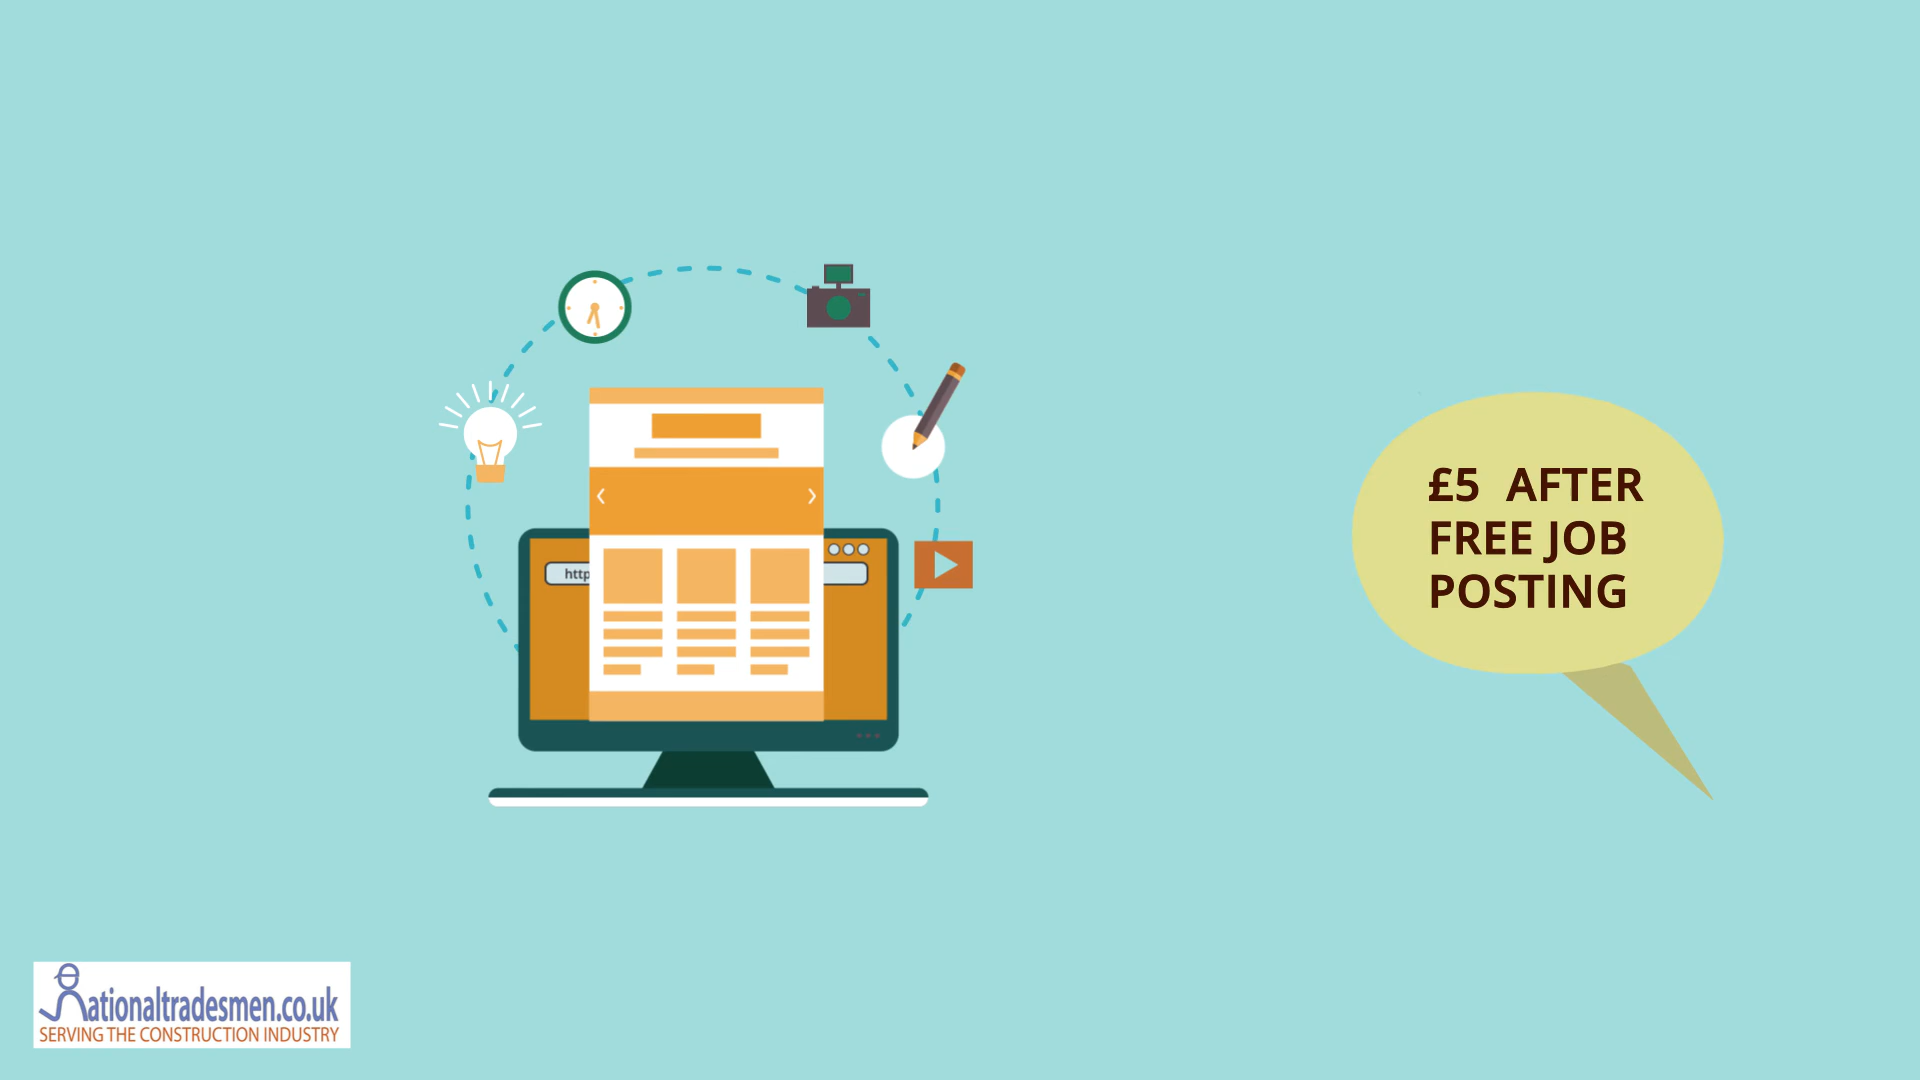 http
£5 AFTER
FREE JOB
POSTING
nationaltradesmen.co.uk
SERVING THE CONSTRUCTION INDUSTRY